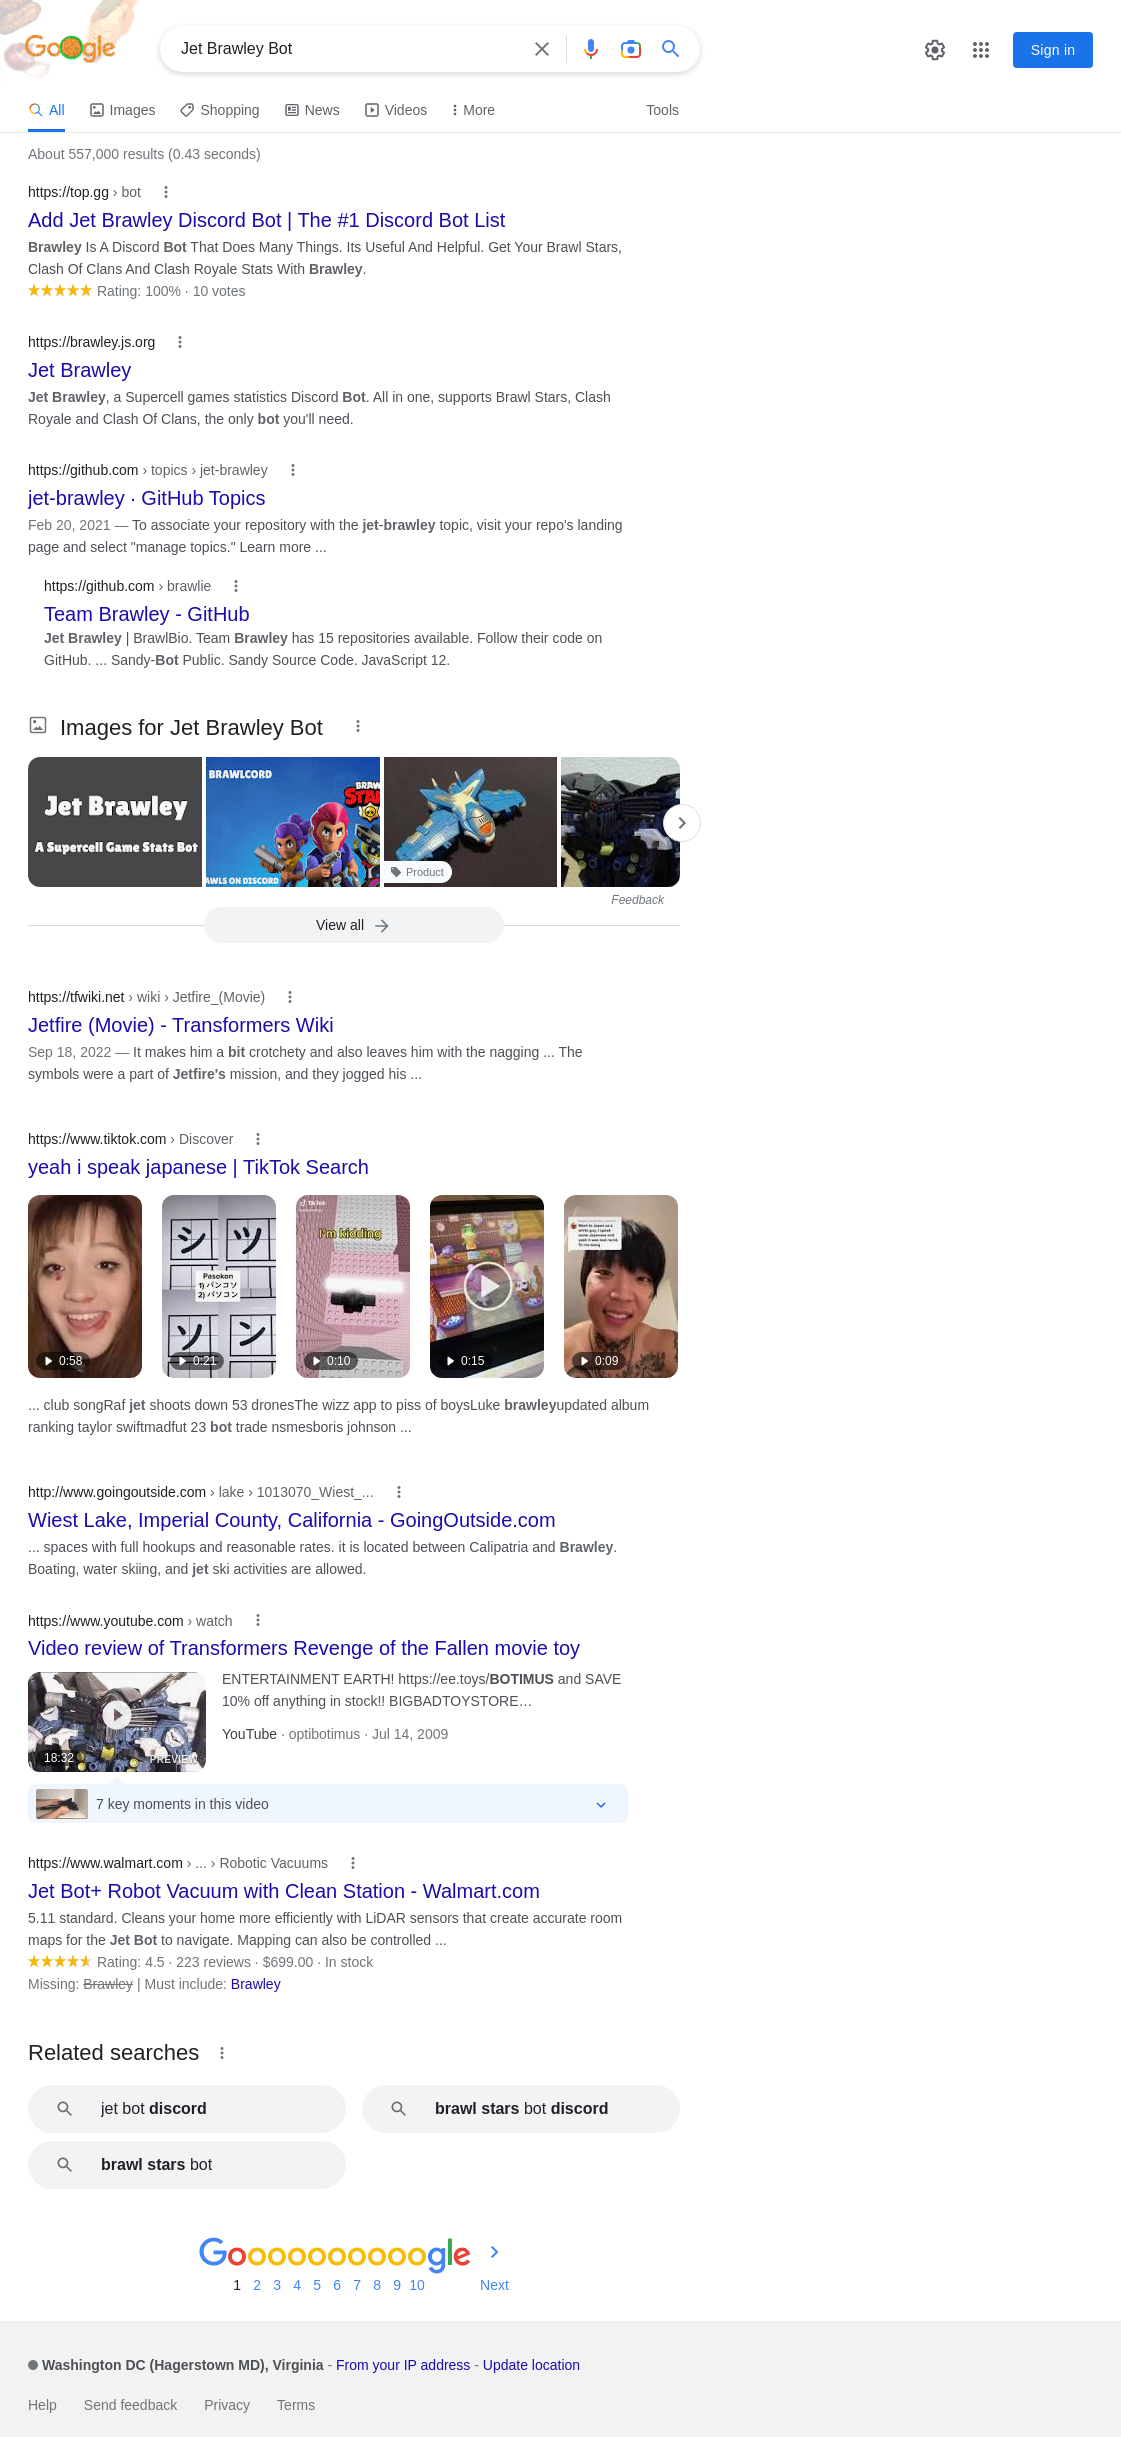 Google
Jet Brawley Bot
Sign in
All
Images
Shopping
News
Videos
More
Tools
About 557,000 results (0.43 seconds)
https://top.gg › bot
Add Jet Brawley Discord Bot | The #1 Discord Bot List
Brawley Is A Discord Bot That Does Many Things. Its Useful And Helpful. Get Your Brawl Stars,
Clash Of Clans And Clash Royale Stats With Brawley.
Rating: 100% · 10 votes
https://brawley.js.org
Jet Brawley
Jet Brawley, a Supercell games statistics Discord Bot. All in one, supports Brawl Stars, Clash
Royale and Clash Of Clans, the only bot you'll need.
https://github.com › topics › jet-brawley
jet-brawley · GitHub Topics
Feb 20, 2021 — To associate your repository with the jet-brawley topic, visit your repo's landing
page and select "manage topics." Learn more ...
https://github.com › brawlie
Team Brawley - GitHub
Jet Brawley | BrawlBio. Team Brawley has 15 repositories available. Follow their code on
GitHub. ... Sandy-Bot Public. Sandy Source Code. JavaScript 12.
Images for Jet Brawley Bot
Jet Brawley
A Supercell Game Stats Bot
BRAWLCORD
BRAW
STA
AWLS ON DISCORD
Product
Feedback
View all
https://tfwiki.net › wiki › Jetfire_(Movie)
Jetfire (Movie) - Transformers Wiki
Sep 18, 2022 — It makes him a bit crotchety and also leaves him with the nagging ... The
symbols were a part of Jetfire's mission, and they jogged his ...
https://www.tiktok.com › Discover
yeah i speak japanese | TikTok Search
0:58
シ ツ
Pasokon
1) パンコソ
2) パソコン
ソ ン
0:21
TikTok
I'm kidding
0:10
0:15
0:09
... club songRaf jet shoots down 53 dronesThe wizz app to piss of boysLuke brawleyupdated album
ranking taylor swiftmadfut 23 bot trade nsmesboris johnson ...
http://www.goingoutside.com › lake › 1013070_Wiest_...
Wiest Lake, Imperial County, California - GoingOutside.com
... spaces with full hookups and reasonable rates. it is located between Calipatria and Brawley.
Boating, water skiing, and jet ski activities are allowed.
https://www.youtube.com › watch
Video review of Transformers Revenge of the Fallen movie toy
18:32
PREVIEW
ENTERTAINMENT EARTH! https://ee.toys/BOTIMUS and SAVE
10% off anything in stock!! BIGBADTOYSTORE…
YouTube · optibotimus · Jul 14, 2009
7 key moments in this video
https://www.walmart.com › ... › Robotic Vacuums
Jet Bot+ Robot Vacuum with Clean Station - Walmart.com
5.11 standard. Cleans your home more efficiently with LiDAR sensors that create accurate room
maps for the Jet Bot to navigate. Mapping can also be controlled ...
Rating: 4.5 · 223 reviews · $699.00 · In stock
Missing: Brawley | Must include: Brawley
Related searches
jet bot discord
brawl stars bot discord
brawl stars bot
Goooooooooogle
1 2 3 4 5 6 7 8 9 10 Next
Washington DC (Hagerstown MD), Virginia - From your IP address - Update location
Help Send feedback Privacy Terms